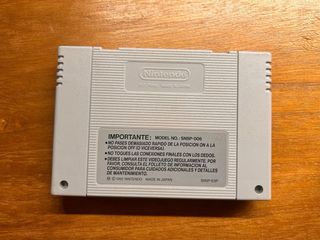 Nintendo
IMPORTANTE: MODEL NO.: SNSP-006
● NO PASES DEMASIADO RAPIDO DE LA POSICION ON A LA
POSICION OFF (O VICEVERSA).
● NO TOQUES LAS CONEXIONES FINALES CON LOS DEDOS.
● DEBES LIMPIAR ESTE VIDEOJUEGO REGULARMENTE. POR
FAVOR, CONSULTA EL FOLLETO DE INFORMACION AL
CONSUMIDOR PARA CUIDADOS ADICIONALES Y DETALLES
DE MANTENIMIENTO.
© 1992 NINTENDO MADE IN JAPAN